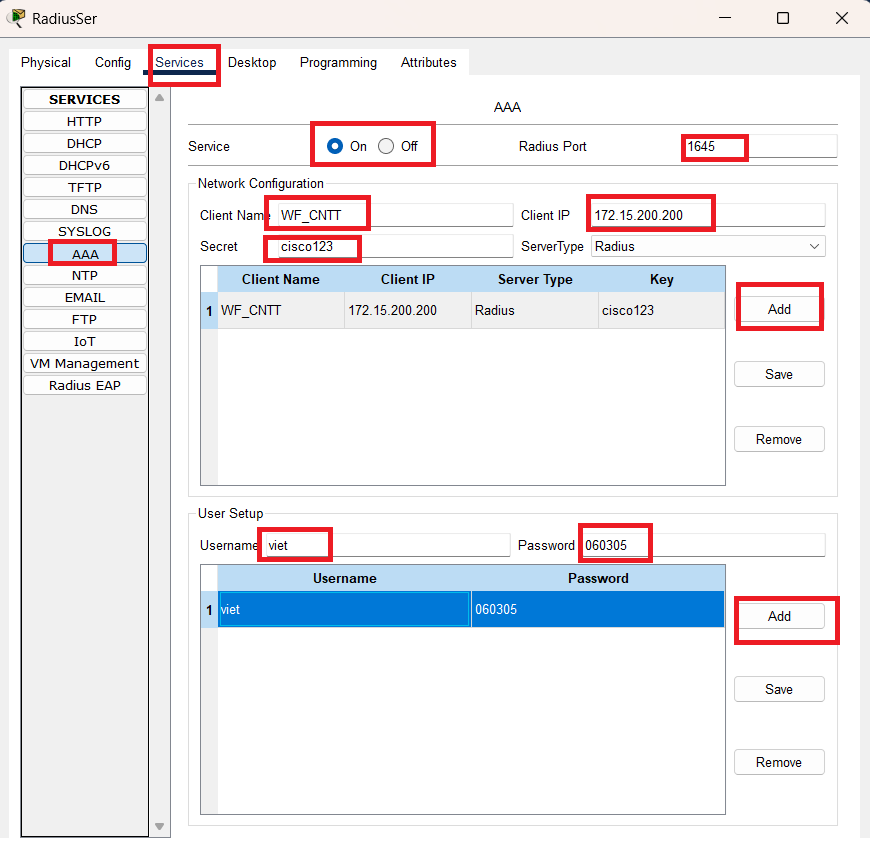 RadiusSer
Physical Config Services Desktop Programming Attributes
SERVICES
HTTP
DHCP
DHCPv6
TFTP
DNS
SYSLOG
AAA
NTP
EMAIL
FTP
IoT
VM Management
Radius EAP
AAA
Service On Off Radius Port 1645
Network Configuration
Client Name WF_CNTT Client IP 172.15.200.200
Secret cisco123 ServerType Radius
Client Name Client IP Server Type Key
1 WF_CNTT 172.15.200.200 Radius cisco123
Add
Save
Remove
User Setup
Username viet Password 060305
Username Password
1 viet 060305
Add
Save
Remove